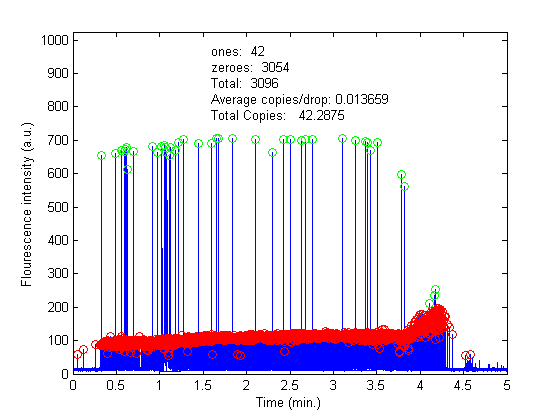 1000
900
800
700
600
500
400
300
200
100
0
ones: 42
zeroes: 3054
Total: 3096
Average copies/drop: 0.013659
Total Copies: 42.2875
Flourescence intensity (a.u.)
0 0.5 1 1.5 2 2.5 3 3.5 4 4.5 5
Time (min.)